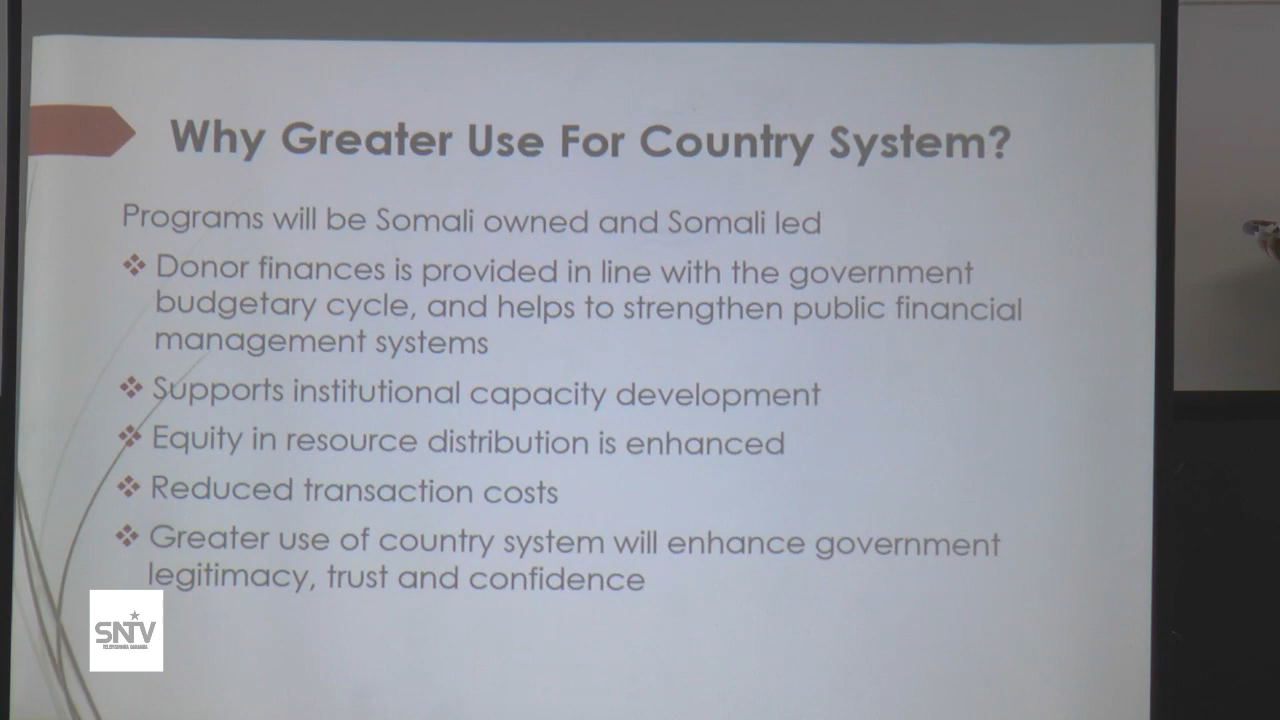 Why Greater Use For Country System?
Programs will be Somali owned and Somali led
Donor finances is provided in line with the government
budgetary cycle, and helps to strengthen public financial
management systems
Supports institutional capacity development
Equity in resource distribution is enhanced
Reduced transaction costs
Greater use of country system will enhance government
legitimacy, trust and confidence
SNTV